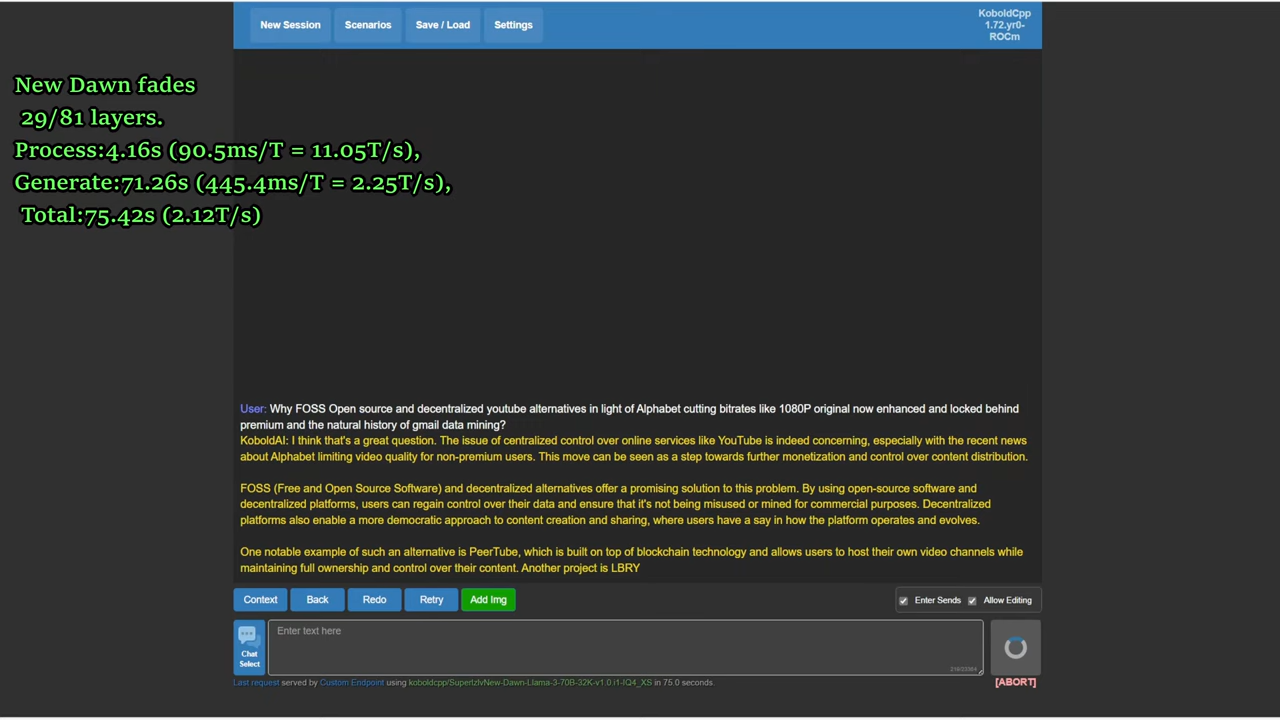 New Session
Scenarios
Save / Load
Settings
KoboldCpp
1.72.yr0-
ROCm
New Dawn fades
29/81 layers.
Process:4.16s (90.5ms/T = 11.05T/s),
Generate:71.26s (445.4ms/T = 2.25T/s),
Total:75.42s (2.12T/s)
User: Why FOSS Open source and decentralized youtube alternatives in light of Alphabet cutting bitrates like 1080P original now enhanced and locked behind
premium and the natural history of gmail data mining?
KoboldAI: I think that's a great question. The issue of centralized control over online services like YouTube is indeed concerning, especially with the recent news
about Alphabet limiting video quality for non-premium users. This move can be seen as a step towards further monetization and control over content distribution.
FOSS (Free and Open Source Software) and decentralized alternatives offer a promising solution to this problem. By using open-source software and
decentralized platforms, users can regain control over their data and ensure that it's not being misused or mined for commercial purposes. Decentralized
platforms also enable a more democratic approach to content creation and sharing, where users have a say in how the platform operates and evolves.
One notable example of such an alternative is PeerTube, which is built on top of blockchain technology and allows users to host their own video channels while
maintaining full ownership and control over their content. Another project is LBRY
Context
Back
Redo
Retry
Add Img
Enter Sends
Allow Editing
Chat
Select
Enter text here
Last request served by Custom Endpoint using koboldcpp/SuperIzlvNew-Dawn-Llama-3-70B-32K-v1.0.i1-IQ4_XS in 75.0 seconds.
[ABORT]